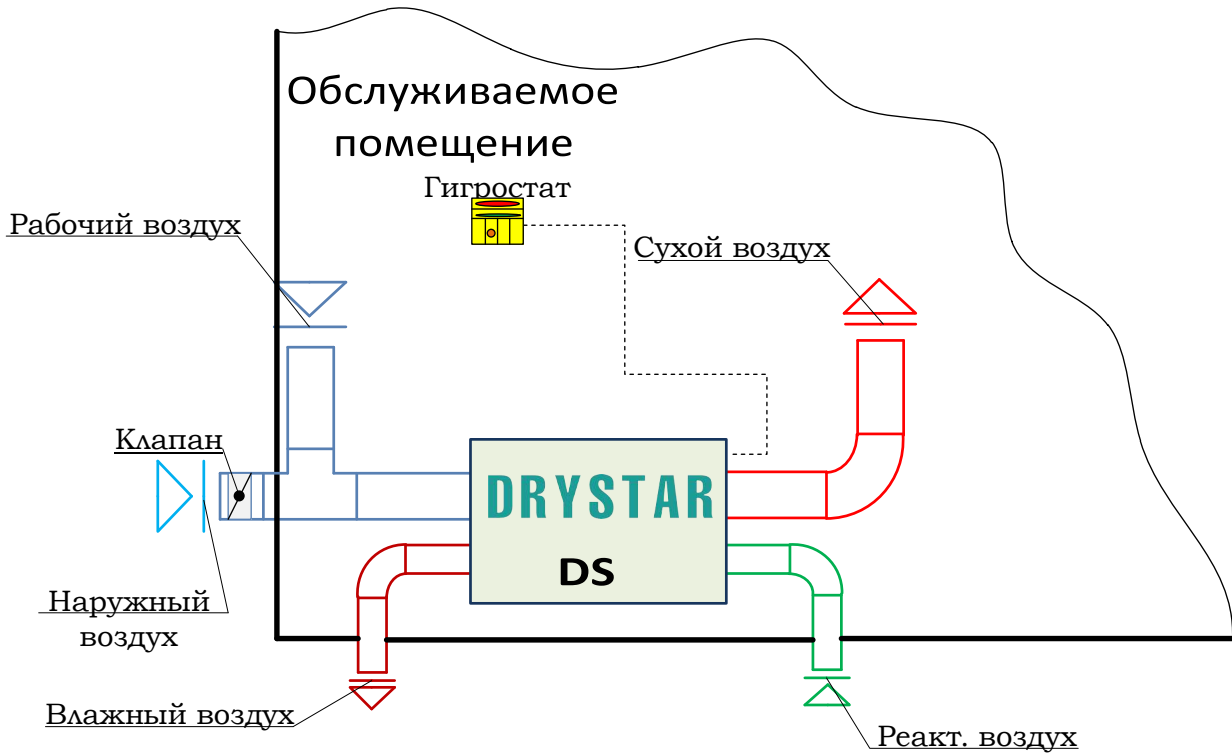 Обслуживаемое
помещение
Гигростат
Рабочий воздух
Сухой воздух
Клапан
DRYSTAR
DS
Наружный
воздух
Влажный воздух
Реакт. воздух